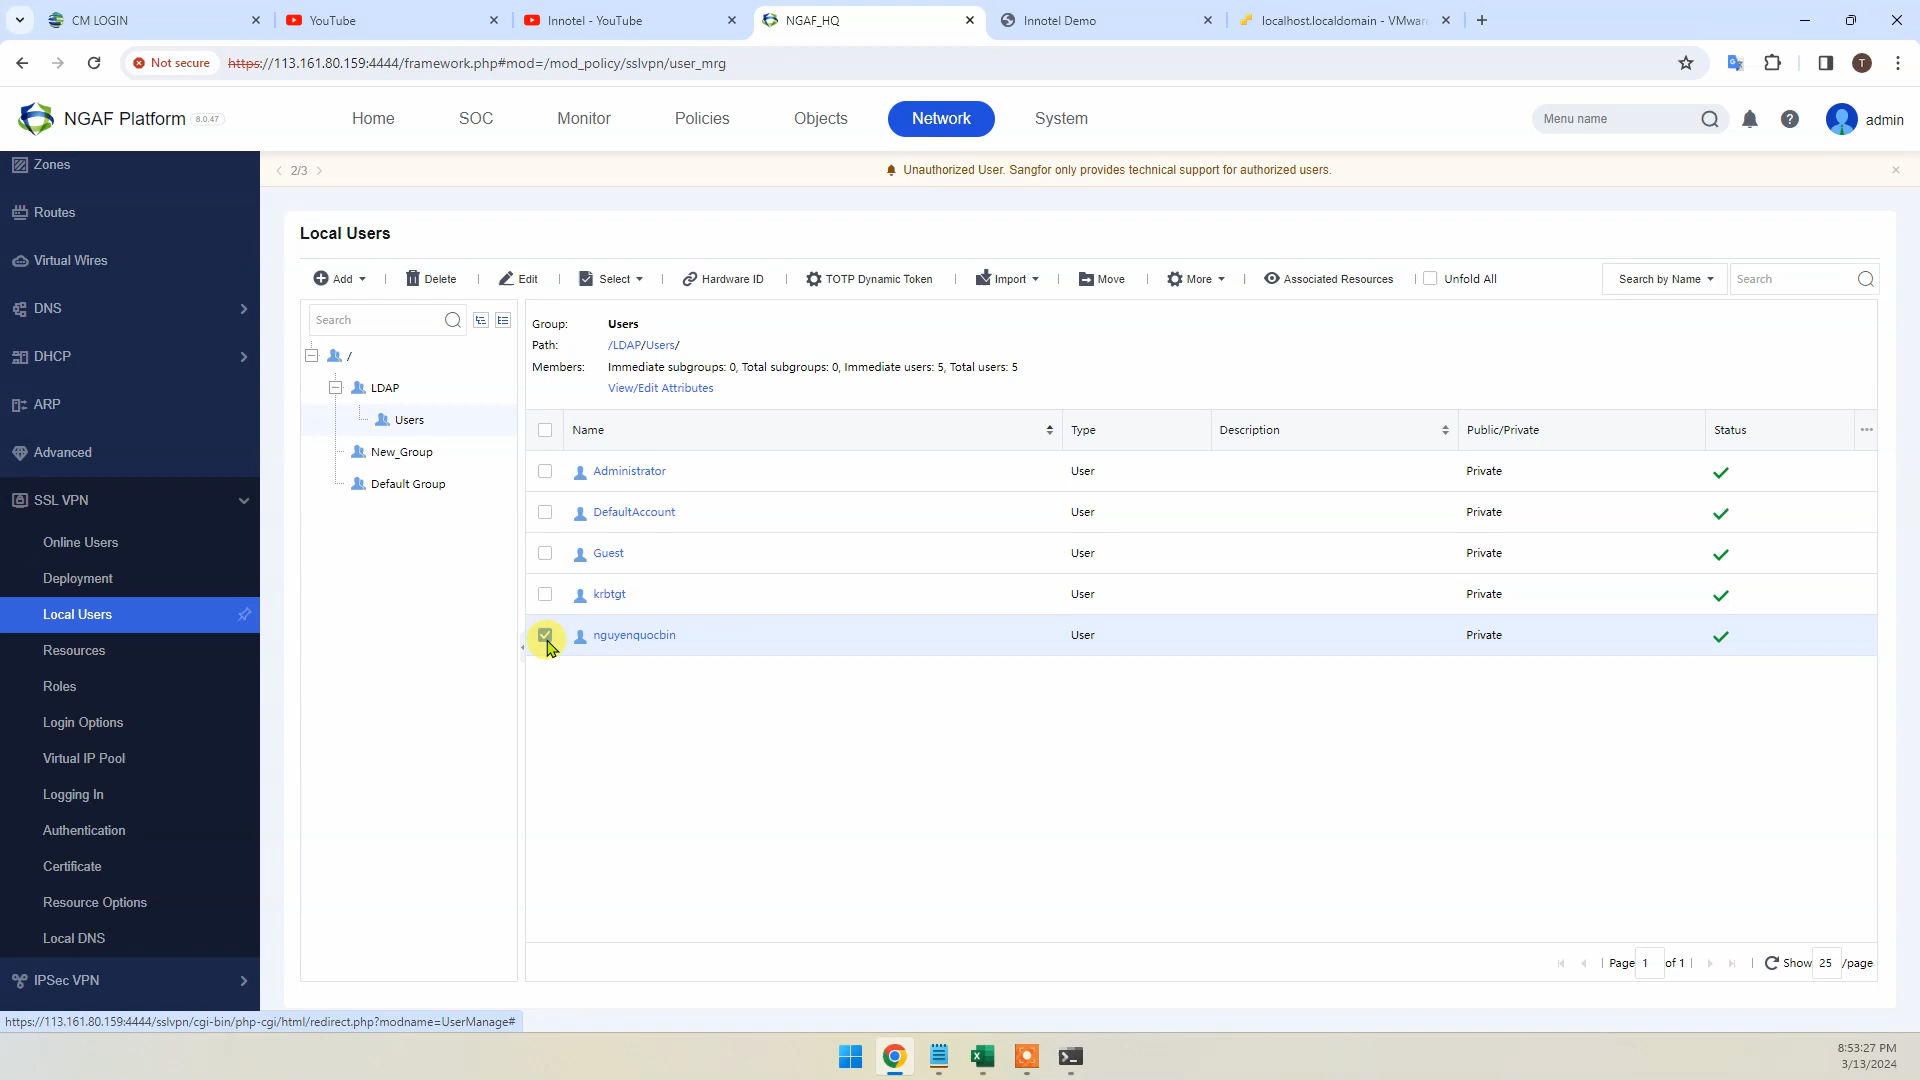 CM LOGIN
YouTube
Innotel - YouTube
NGAF_HQ
Innotel Demo
localhost.localdomain - VMwar
Not secure
https://113.161.80.159:4444/framework.php#mod=/mod_policy/sslvpn/user_mrg
T
NGAF Platform 8.0.47
Home
SOC
Monitor
Policies
Objects
Network
System
Menu name
admin
Zones
Routes
Virtual Wires
DNS
DHCP
ARP
Advanced
SSL VPN
Online Users
Deployment
Local Users
Resources
Roles
Login Options
Virtual IP Pool
Logging In
Authentication
Certificate
Resource Options
Local DNS
IPSec VPN
2/3
Unauthorized User. Sangfor only provides technical support for authorized users.
Local Users
Add
Delete
Edit
Select
Hardware ID
TOTP Dynamic Token
Import
Move
More
Associated Resources
Unfold All
Search by Name
Search
Search
/
LDAP
Users
New_Group
Default Group
Group: Users
Path: /LDAP/Users/
Members: Immediate subgroups: 0, Total subgroups: 0, Immediate users: 5, Total users: 5
View/Edit Attributes
Name Type Description Public/Private Status
Administrator User Private
DefaultAccount User Private
Guest User Private
krbtgt User Private
nguyenquocbin User Private
Page 1 of 1 Show 25 /page
https://113.161.80.159:4444/sslvpn/cgi-bin/php-cgi/html/redirect.php?modname=UserManage#
8:53:27 PM
3/13/2024